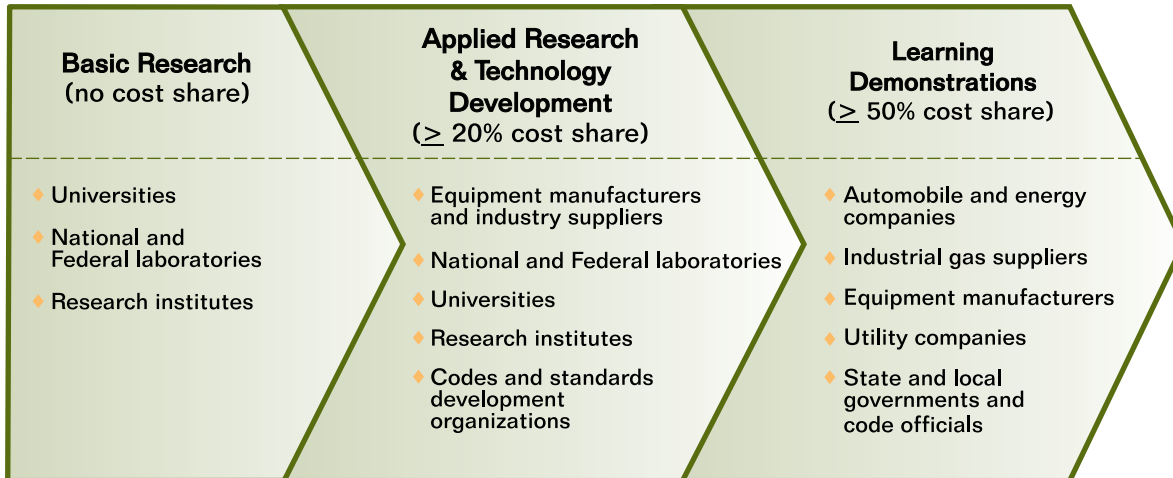 Basic Research
(no cost share)
Universities
National and
Federal laboratories
Research institutes
Applied Research
& Technology
Development
(≥ 20% cost share)
Equipment manufacturers
and industry suppliers
National and Federal laboratories
Universities
Research institutes
Codes and standards
development
organizations
Learning
Demonstrations
(≥ 50% cost share)
Automobile and energy
companies
Industrial gas suppliers
Equipment manufacturers
Utility companies
State and local
governments and
code officials